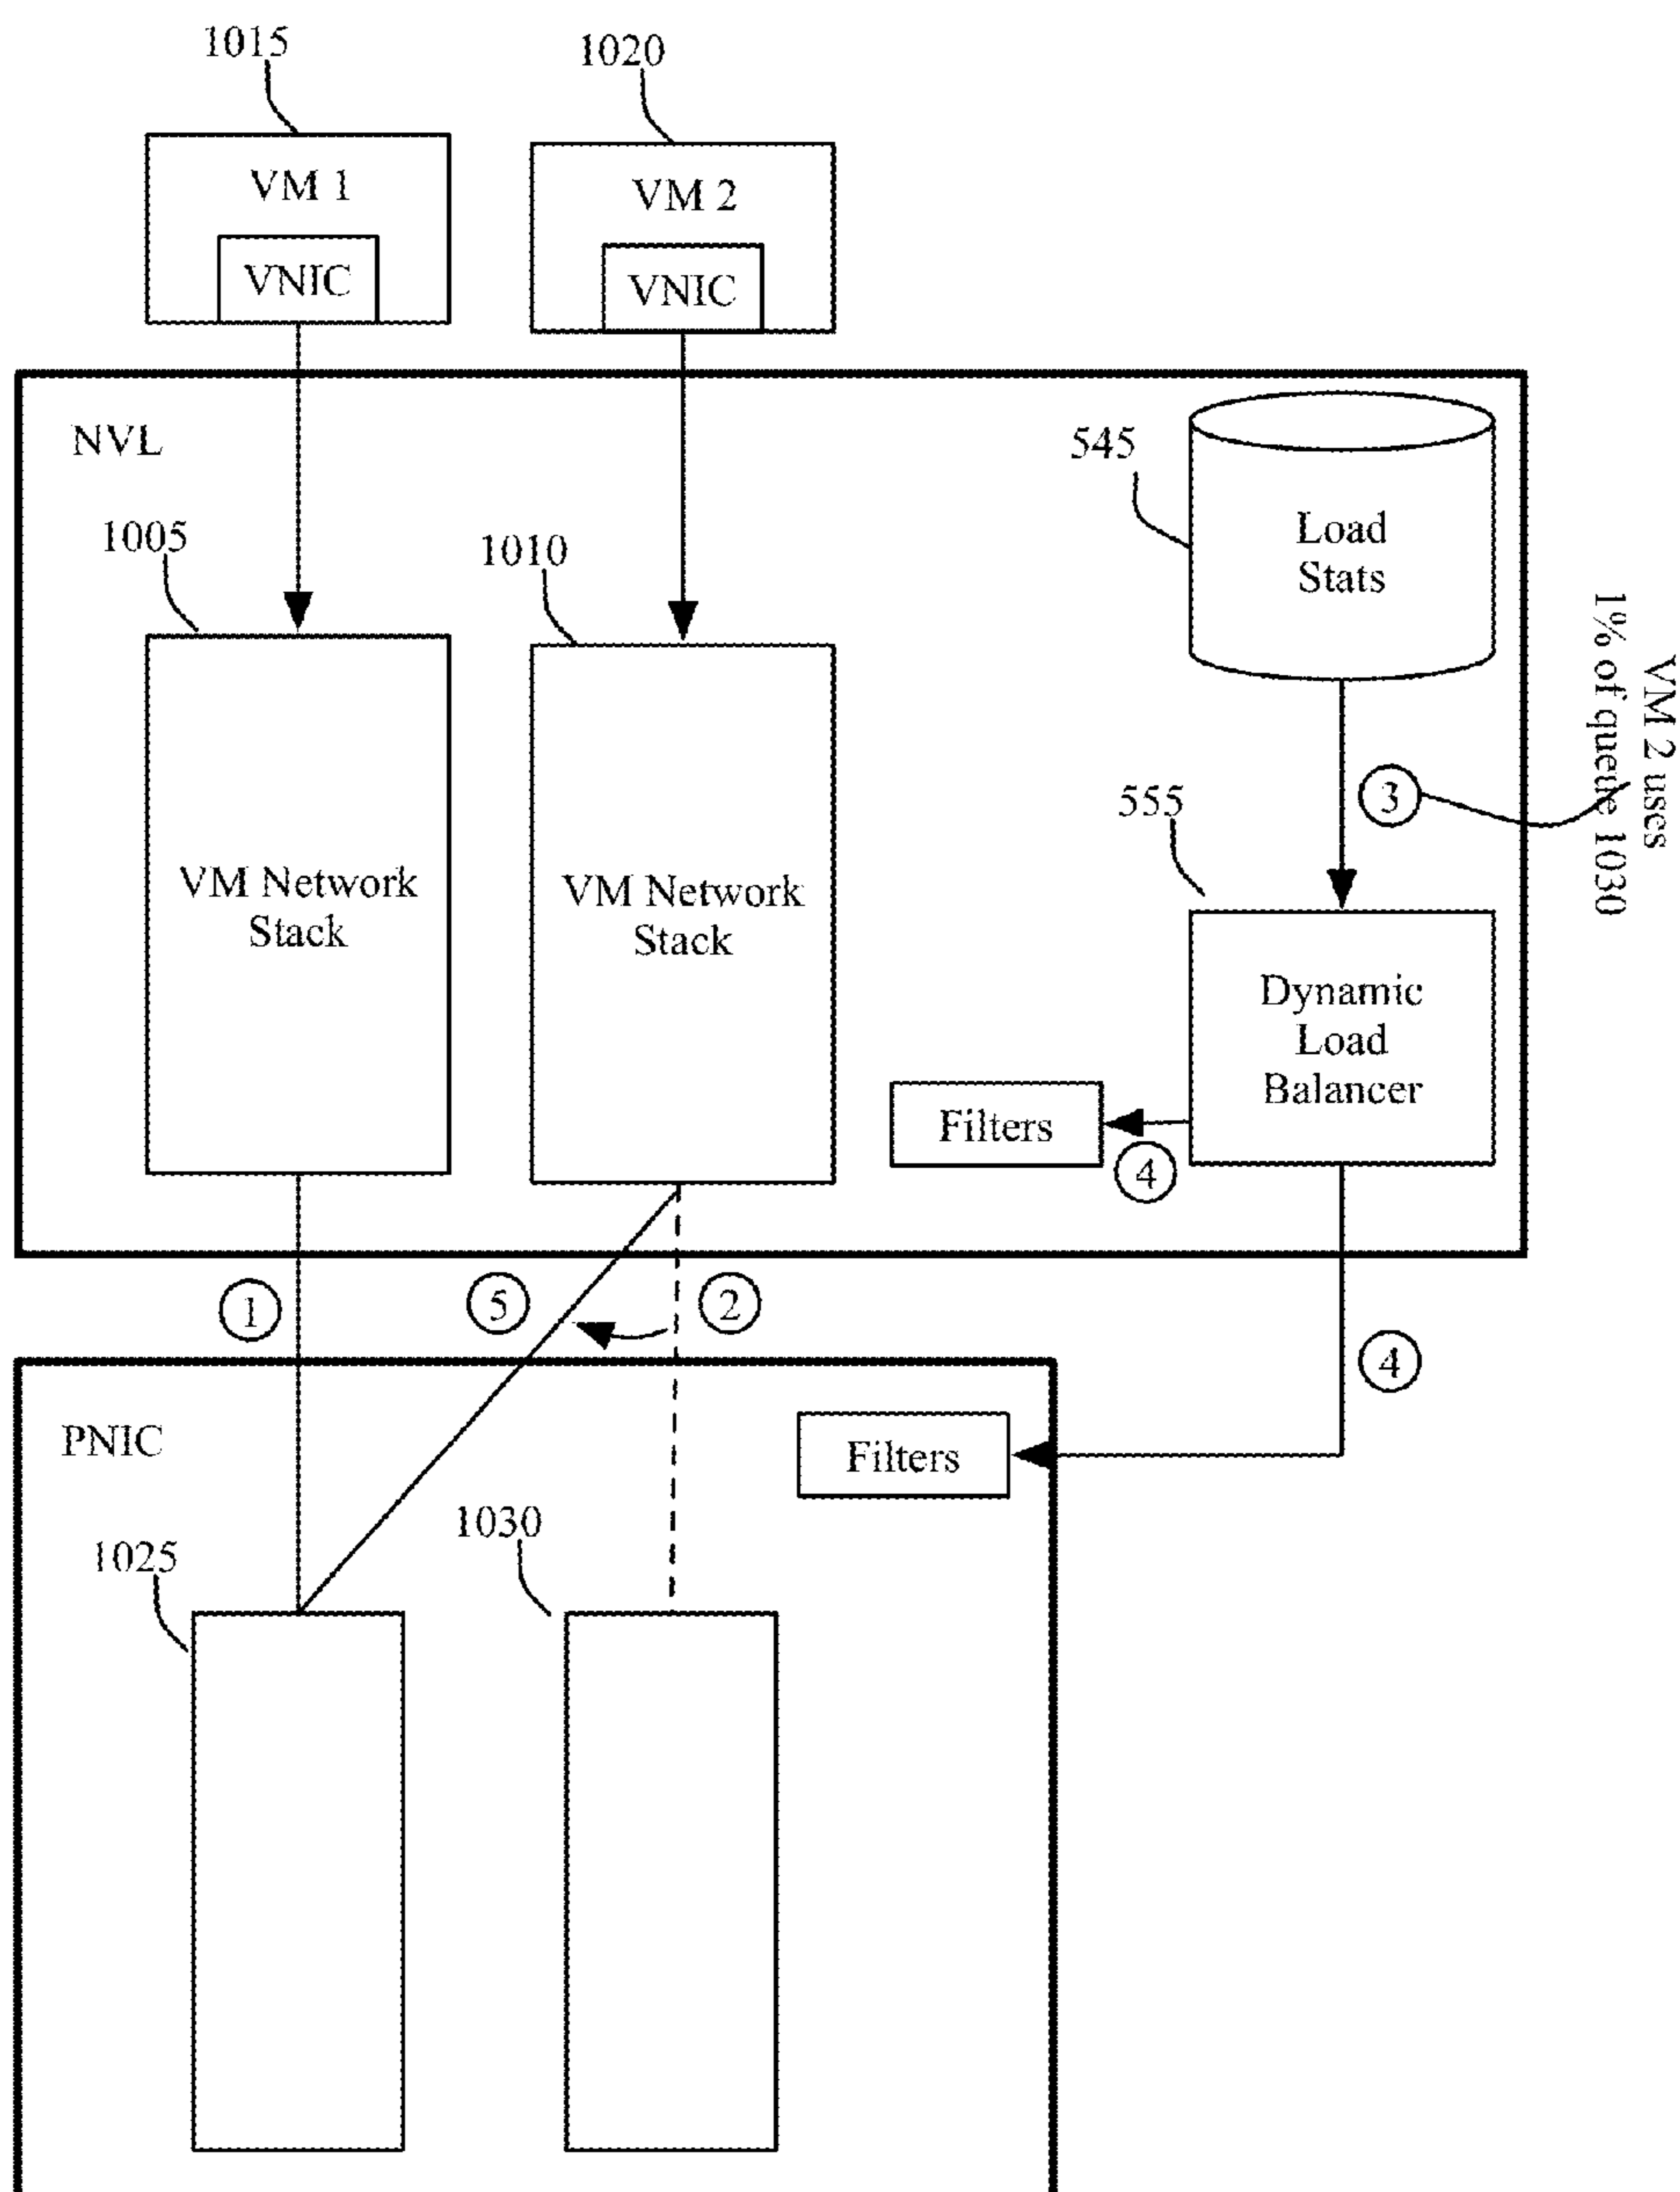 1015
1020
VM 1
VNIC
VM 2
VNIC
NVL
545
Load
Stats
1005
1010
VM 2 uses
1% of queue 1030
3
555
VM Network
Stack
VM Network
Stack
Dynamic
Load
Balancer
Filters
4
1
5
2
4
PNIC
Filters
1025
1030